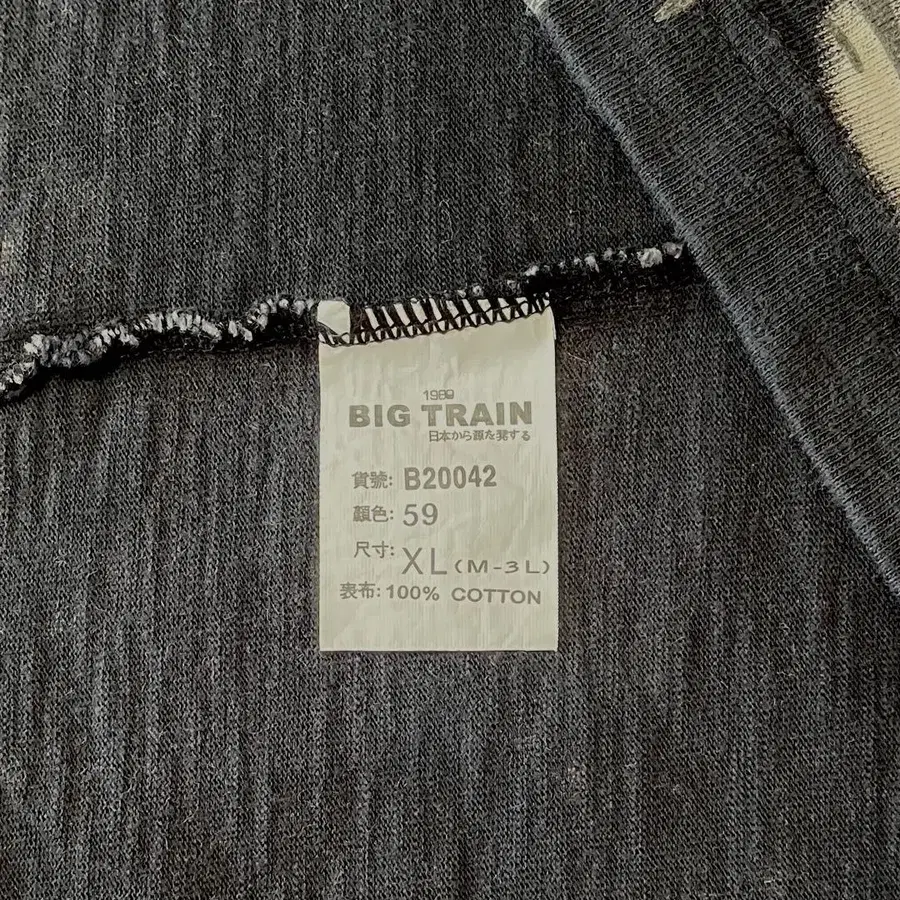 1989
BIG TRAIN
日本から源を発する
貨號: B20042
顏色: 59
尺寸: XL (M-3L)
表布: 100% COTTON